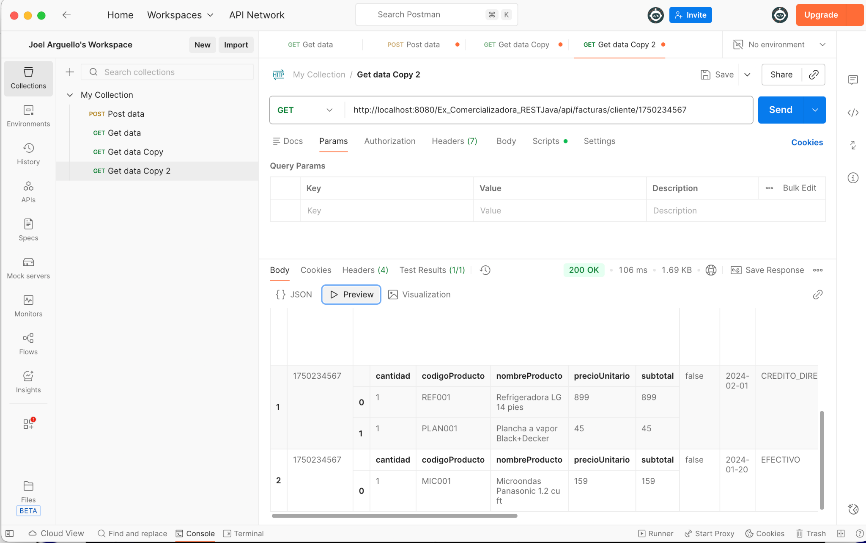 Home Workspaces API Network Search Postman ⌘ K Invite Upgrade
Joel Arguello's Workspace New Import GET Get data POST Post data GET Get data Copy GET Get data Copy 2 No environment
Collections
Environments
History
APIs
Specs
Mock servers
Monitors
Flows
Insights
Files
BETA
Search collections
My Collection
POST Post data
GET Get data
GET Get data Copy
GET Get data Copy 2
HTTP My Collection / Get data Copy 2 Save Share
GET http://localhost:8080/Ex_Comercializadora_RESTJava/api/facturas/cliente/1750234567 Send
Docs Params Authorization Headers (7) Body Scripts Settings Cookies
Query Params
Key Value Description Bulk Edit
Key Value Description
Body Cookies Headers (4) Test Results (1/1) 200 OK • 106 ms • 1.69 KB • Save Response
{ } JSON Preview Visualization
1 1750234567 cantidad codigoProducto nombreProducto precioUnitario subtotal false 2024-02-01 CREDITO_DIRE
0 1 REF001 Refrigeradora LG 14 pies 899 899
1 1 PLAN001 Plancha a vapor Black+Decker 45 45
2 1750234567 cantidad codigoProducto nombreProducto precioUnitario subtotal false 2024-01-20 EFECTIVO
0 1 MIC001 Microondas Panasonic 1.2 cu ft 159 159
Cloud View Find and replace Console Terminal Runner Start Proxy Cookies Trash